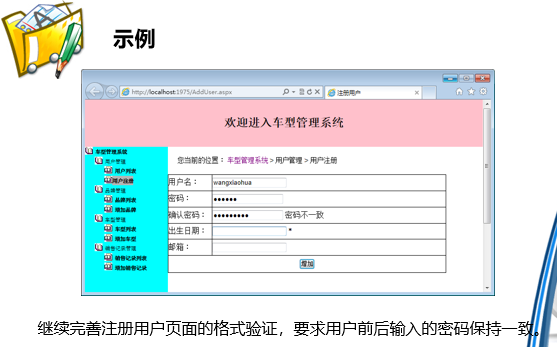 示例
http://localhost:1975/AddUser.aspx
注册用户
欢迎进入车型管理系统
车型管理系统
用户管理
用户列表
用户注册
品牌管理
品牌列表
增加品牌
车型管理
车型列表
增加车型
销售记录管理
销售记录列表
增加销售记录
您当前的位置：车型管理系统 > 用户管理 > 用户注册
用户名： wangxiaohua
密码： ●●●●●●
确认密码： ●●●●●●●●● 密码不一致
出生日期： *
邮箱：
增加
继续完善注册用户页面的格式验证，要求用户前后输入的密码保持一致。